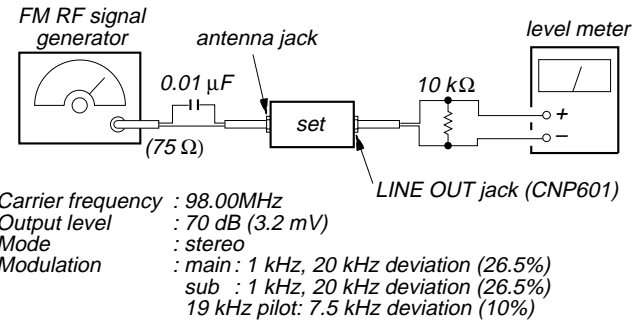 FM RF signal
generator
antenna jack
level meter
0.01 μF
10 kΩ
set
+
–
(75 Ω)
LINE OUT jack (CNP601)
Carrier frequency : 98.00MHz
Output level : 70 dB (3.2 mV)
Mode : stereo
Modulation : main : 1 kHz, 20 kHz deviation (26.5%)
sub : 1 kHz, 20 kHz deviation (26.5%)
19 kHz pilot: 7.5 kHz deviation (10%)